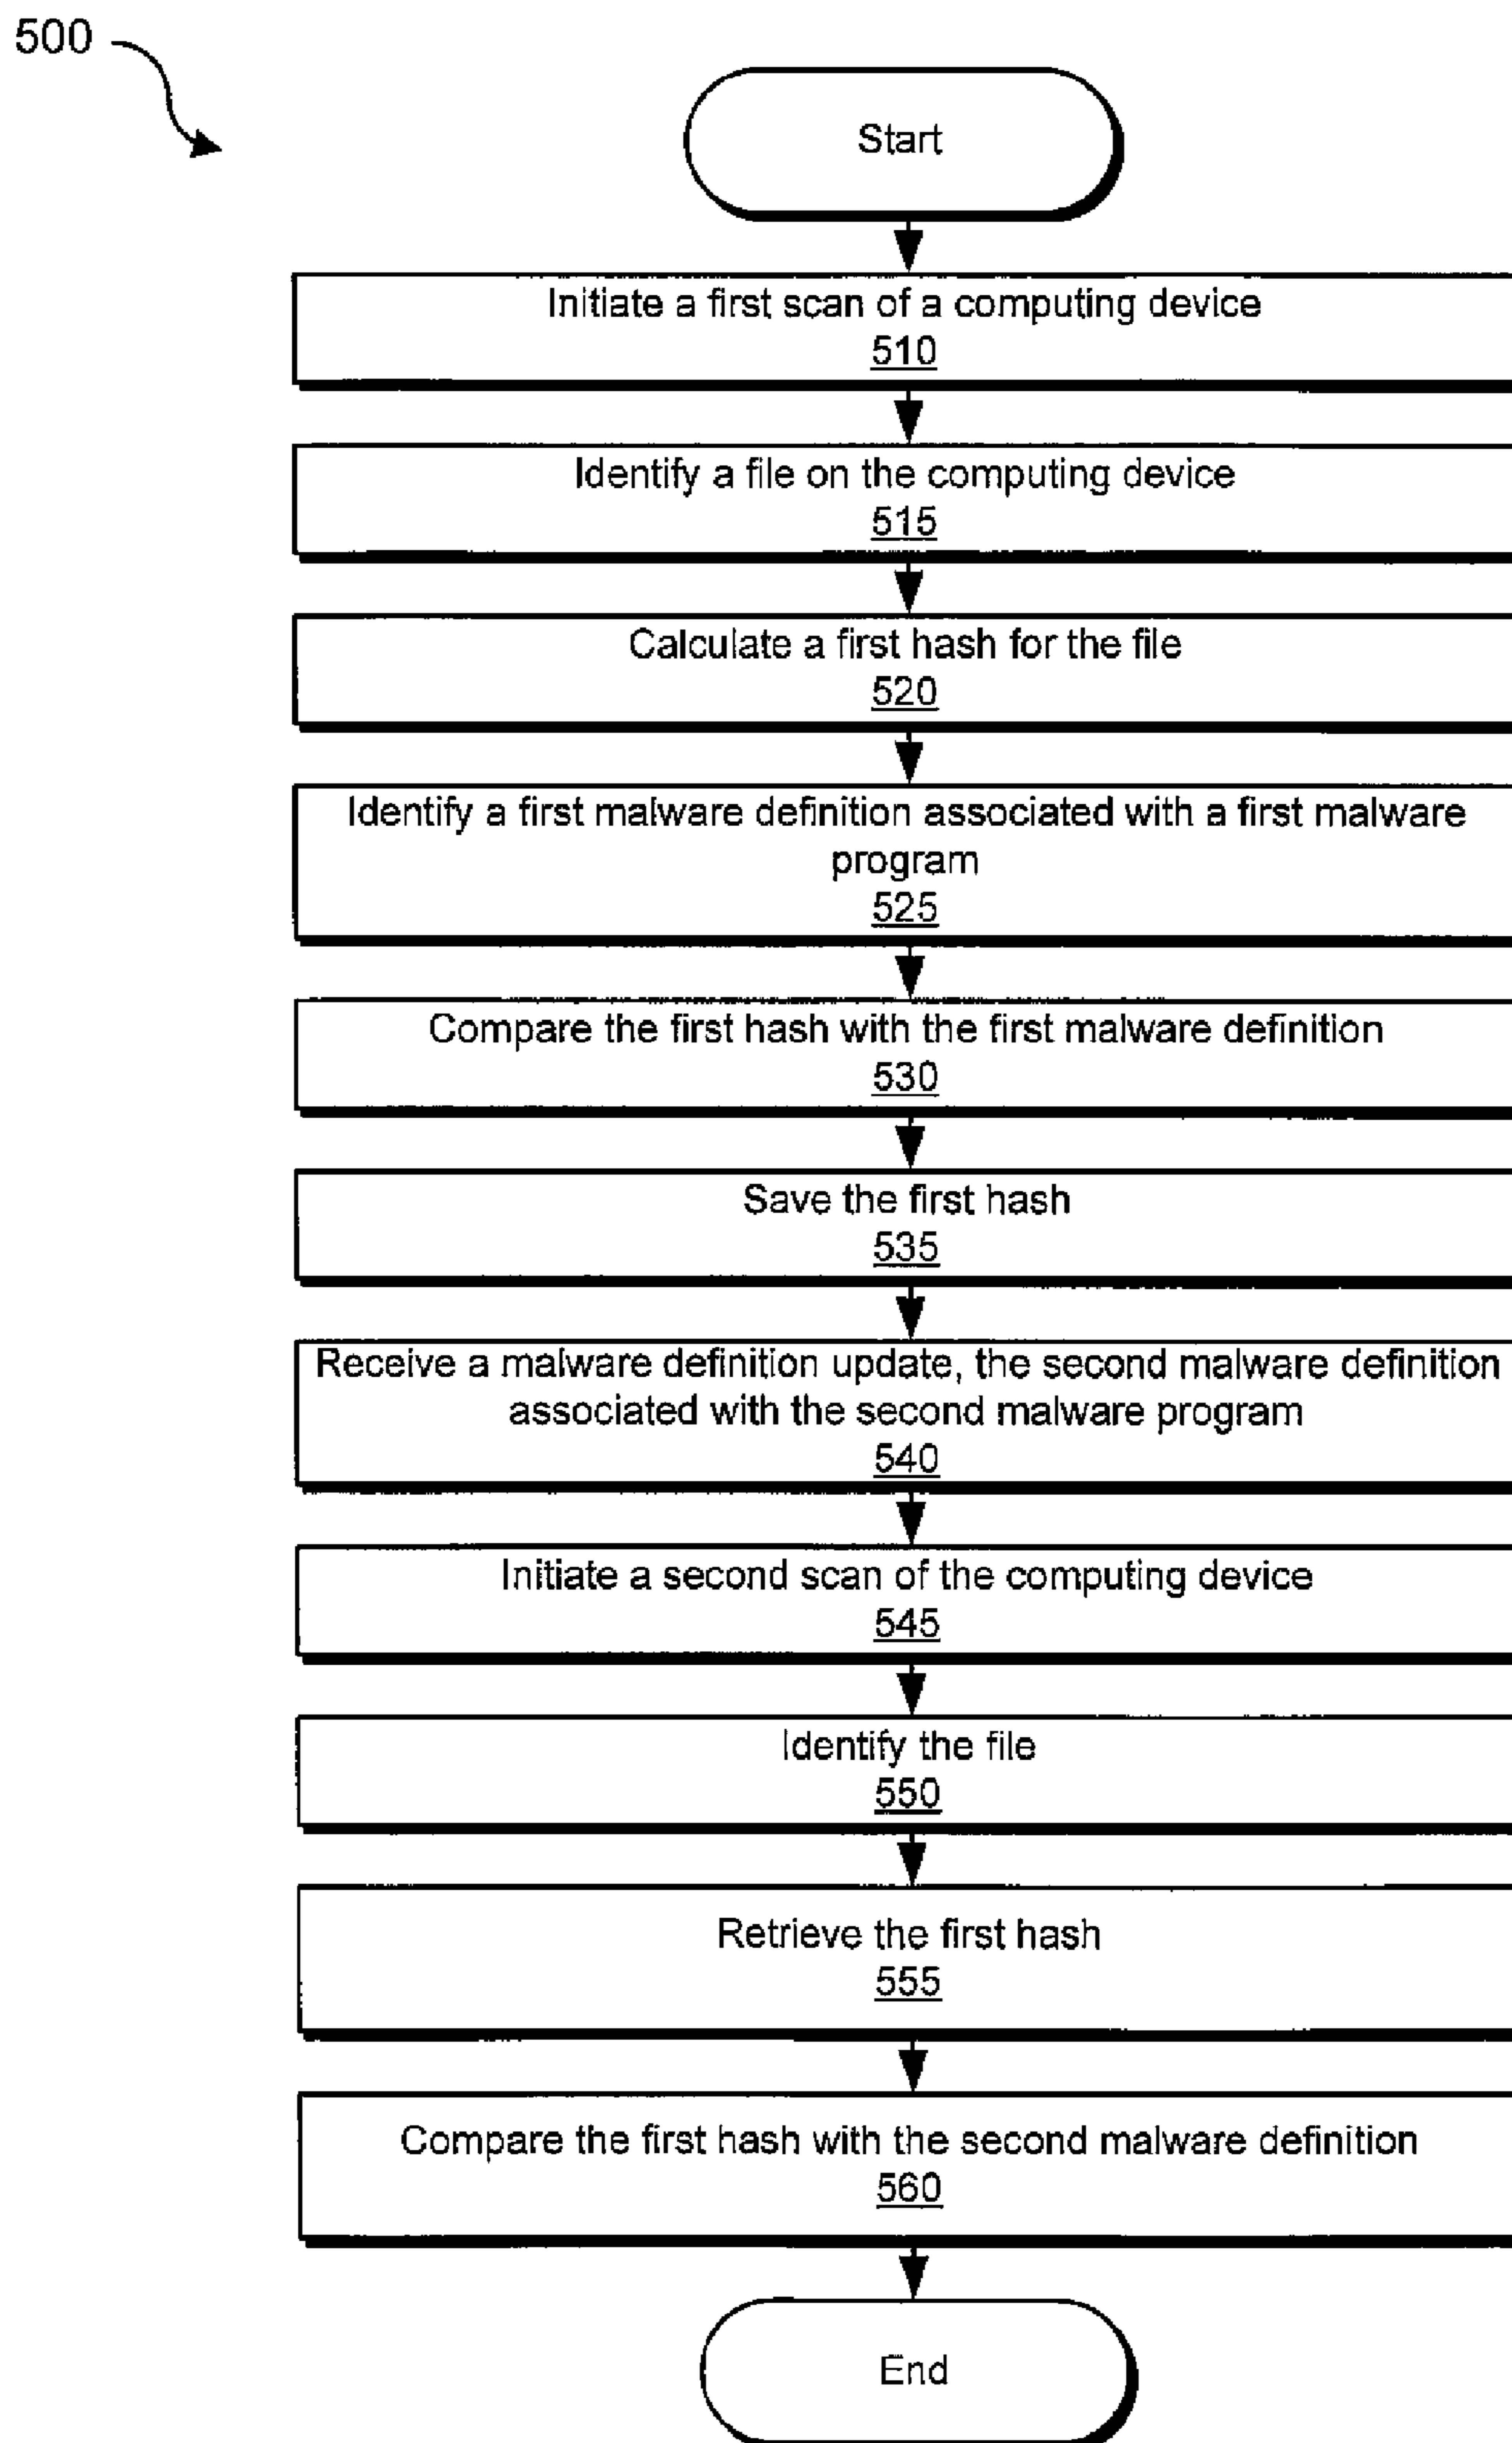 500
Start
Initiate a first scan of a computing device
510
Identify a file on the computing device
515
Calculate a first hash for the file
520
Identify a first malware definition associated with a first malware
program
525
Compare the first hash with the first malware definition
530
Save the first hash
535
Receive a malware definition update, the second malware definition
associated with the second malware program
540
Initiate a second scan of the computing device
545
Identify the file
550
Retrieve the first hash
555
Compare the first hash with the second malware definition
560
End